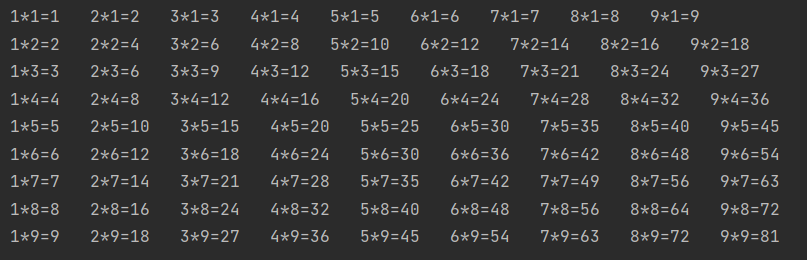 1*1=1   2*1=2   3*1=3   4*1=4   5*1=5   6*1=6   7*1=7   8*1=8   9*1=9
1*2=2   2*2=4   3*2=6   4*2=8   5*2=10   6*2=12   7*2=14   8*2=16   9*2=18
1*3=3   2*3=6   3*3=9   4*3=12   5*3=15   6*3=18   7*3=21   8*3=24   9*3=27
1*4=4   2*4=8   3*4=12   4*4=16   5*4=20   6*4=24   7*4=28   8*4=32   9*4=36
1*5=5   2*5=10   3*5=15   4*5=20   5*5=25   6*5=30   7*5=35   8*5=40   9*5=45
1*6=6   2*6=12   3*6=18   4*6=24   5*6=30   6*6=36   7*6=42   8*6=48   9*6=54
1*7=7   2*7=14   3*7=21   4*7=28   5*7=35   6*7=42   7*7=49   8*7=56   9*7=63
1*8=8   2*8=16   3*8=24   4*8=32   5*8=40   6*8=48   7*8=56   8*8=64   9*8=72
1*9=9   2*9=18   3*9=27   4*9=36   5*9=45   6*9=54   7*9=63   8*9=72   9*9=81